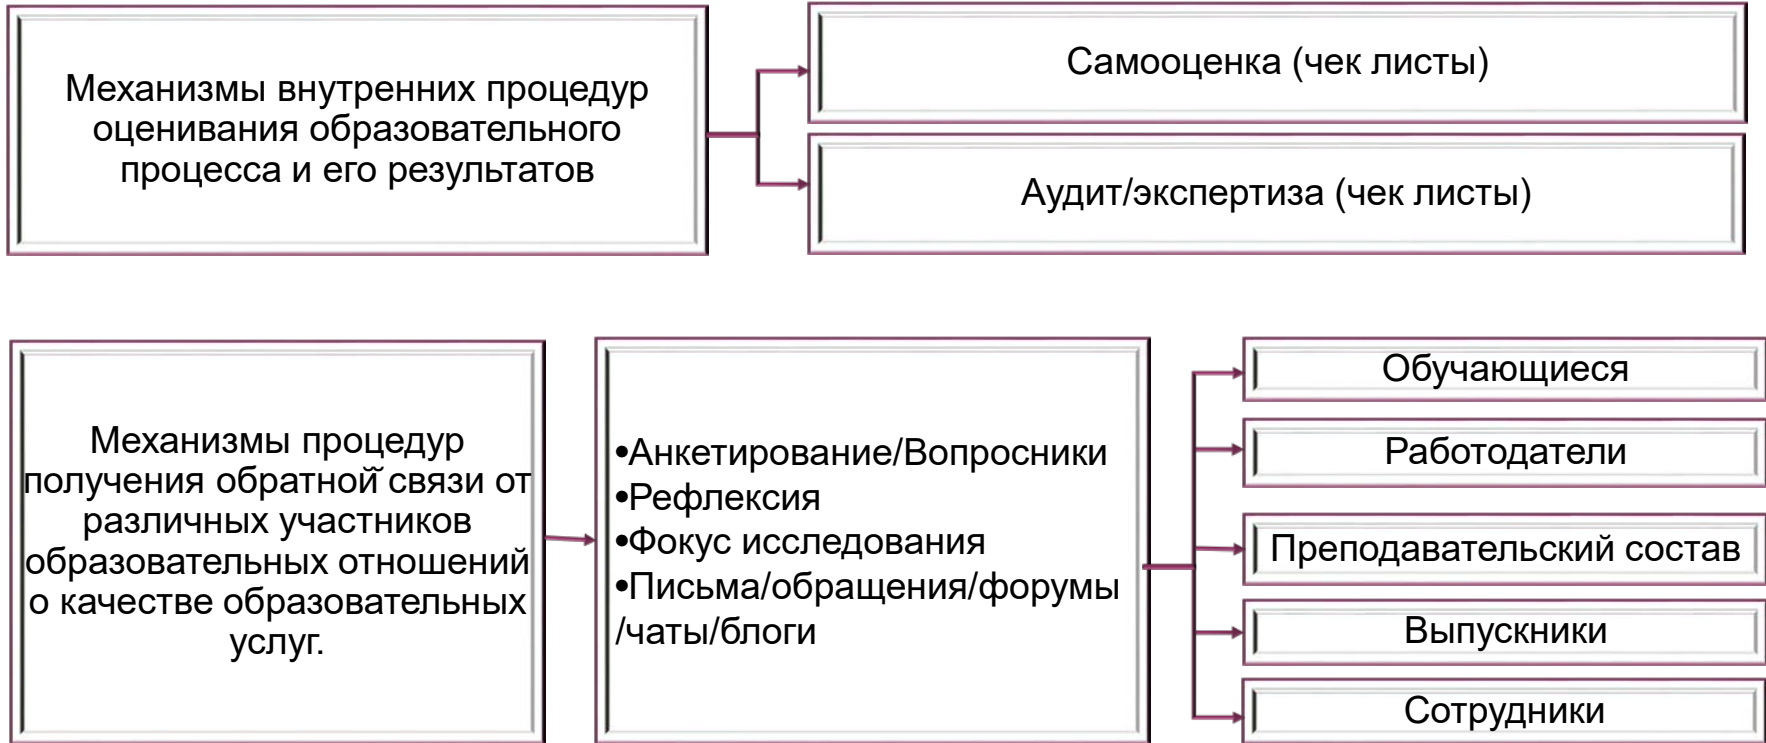 Механизмы внутренних процедур
оценивания образовательного
процесса и его результатов
Самооценка (чек листы)
Аудит/экспертиза (чек листы)
Механизмы процедур
получения обратной связи от
различных участников
образовательных отношений
о качестве образовательных
услуг.
•Анкетирование/Вопросники
•Рефлексия
•Фокус исследования
•Письма/обращения/форумы
/чаты/блоги
Обучающиеся
Работодатели
Преподавательский состав
Выпускники
Сотрудники